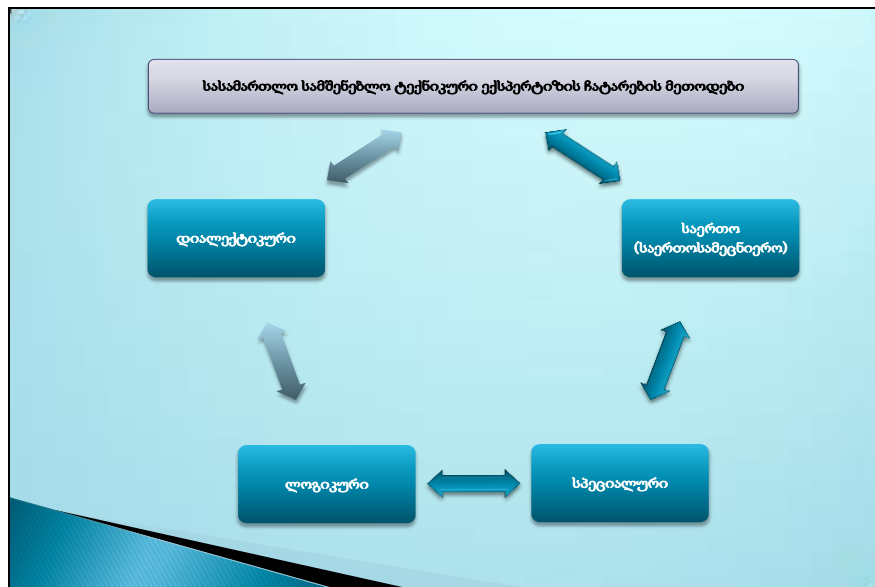 სასამართლო სამშენებლო ტექნიკური ექსპერტიზის ჩატარების მეთოდები
დიალექტიკური
საერთო
(საერთოსამეცნიერო)
ლოგიკური
სპეციალური